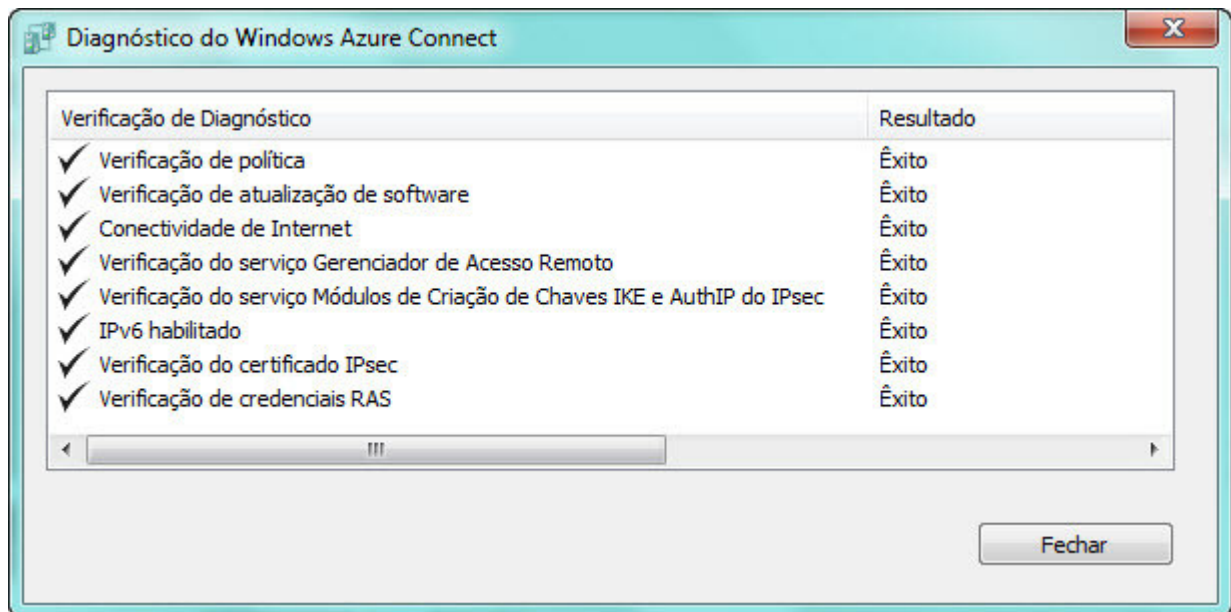 Diagnóstico do Windows Azure Connect
Verificação de Diagnóstico Resultado
Verificação de política Êxito
Verificação de atualização de software Êxito
Conectividade de Internet Êxito
Verificação do serviço Gerenciador de Acesso Remoto Êxito
Verificação do serviço Módulos de Criação de Chaves IKE e AuthIP do IPsec Êxito
IPv6 habilitado Êxito
Verificação do certificado IPsec Êxito
Verificação de credenciais RAS Êxito
Fechar